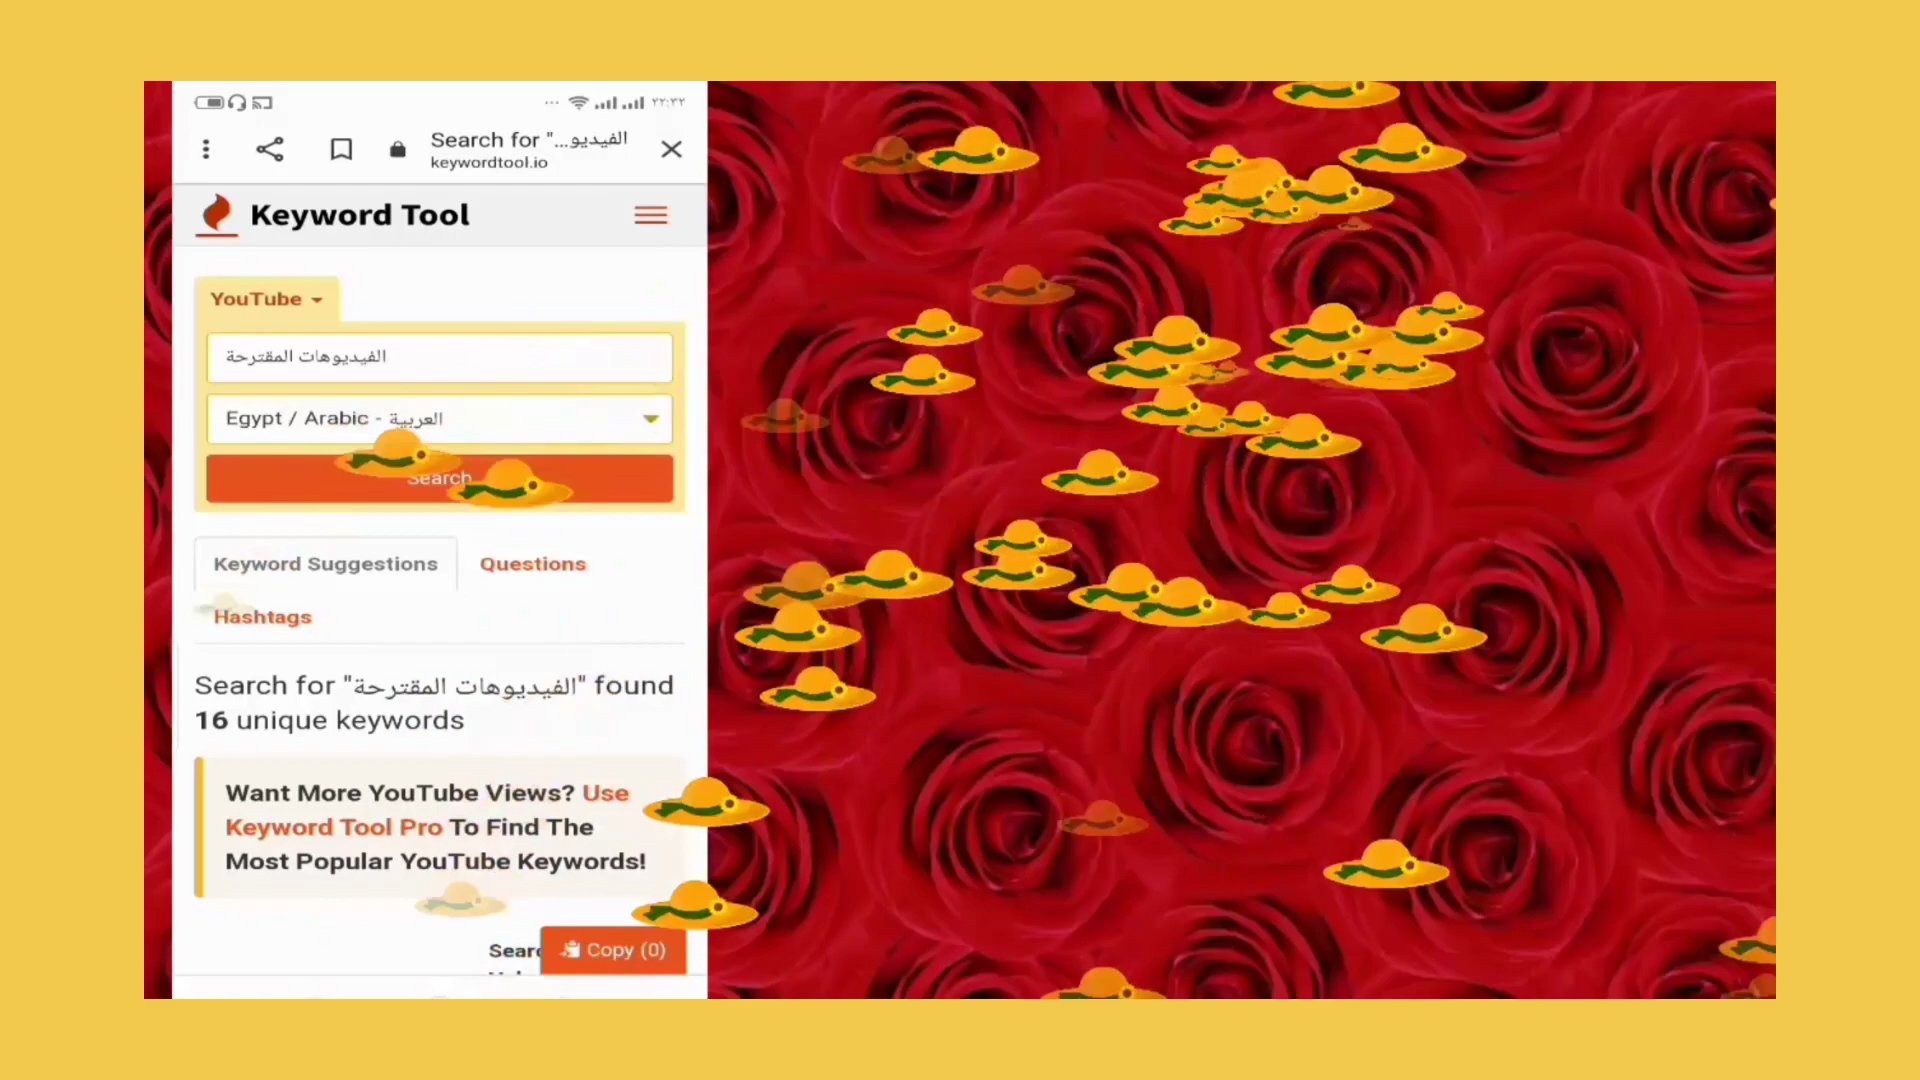 ٢٢:٣٢
Search for "...الفيديو
keywordtool.io
Keyword Tool
YouTube
الفيديوهات المقترحة
Egypt / Arabic - العربية
Search
Keyword Suggestions
Questions
Hashtags
Search for "الفيديوهات المقترحة" found
16 unique keywords
Want More YouTube Views? Use
Keyword Tool Pro To Find The
Most Popular YouTube Keywords!
Copy (0)